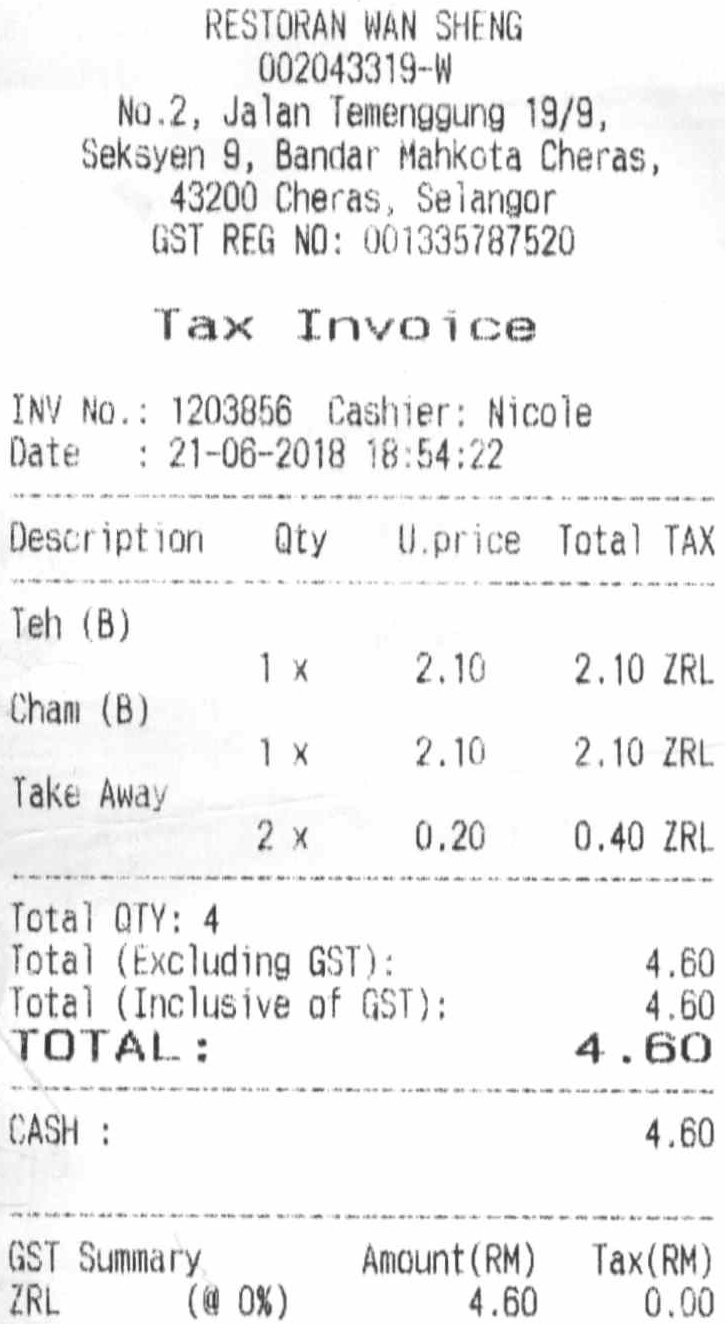 RESTORAN WAN SHENG
002043319-W
No.2, Jalan Temenggung 19/9,
Seksyen 9, Bandar Mahkota Cheras,
43200 Cheras, Selangor
GST REG NO: 001335787520
Tax Invoice
INV No.: 1203856 Cashier: Nicole
Date : 21-06-2018 18:54:22
Description Qty U.price Total TAX
Teh (B)
1 x 2.10 2.10 ZRL
Cham (B)
1 x 2.10 2.10 ZRL
Take Away
2 x 0.20 0.40 ZRL
Total QTY: 4
Total (Excluding GST): 4.60
Total (Inclusive of GST): 4.60
TOTAL: 4.60
CASH : 4.60
GST Summary Amount(RM) Tax(RM)
ZRL (@ 0%) 4.60 0.00